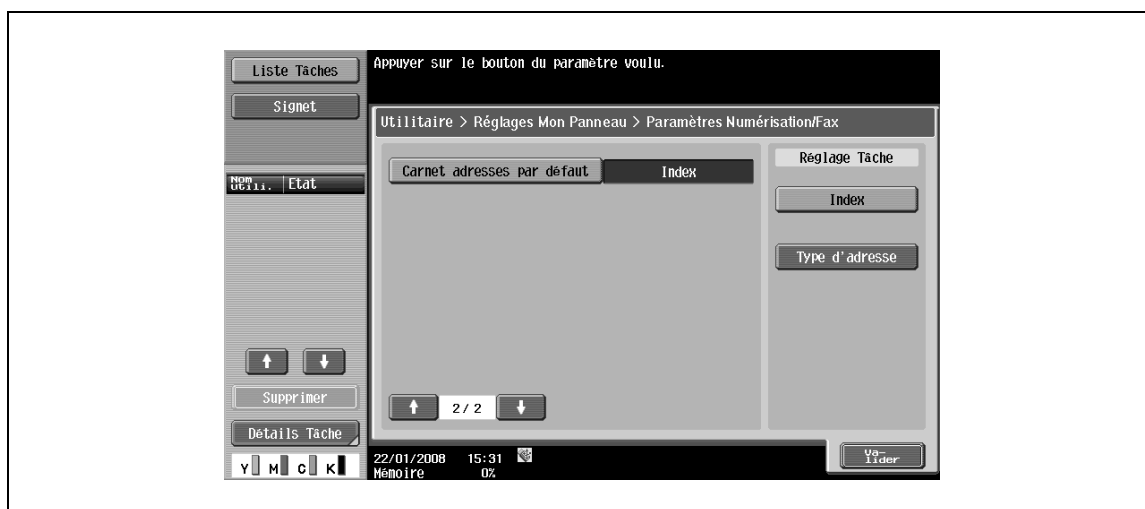 Liste Tâches
Signet
Nom utili.
Etat
Supprimer
Détails Tâche
Y M C K
Appuyer sur le bouton du paramètre voulu.
Utilitaire > Réglages Mon Panneau > Paramètres Numérisation/Fax
Carnet adresses par défaut
Index
2/ 2
Réglage Tâche
Index
Type d'adresse
22/01/2008 15:31
Mémoire 0%
Va-
lider